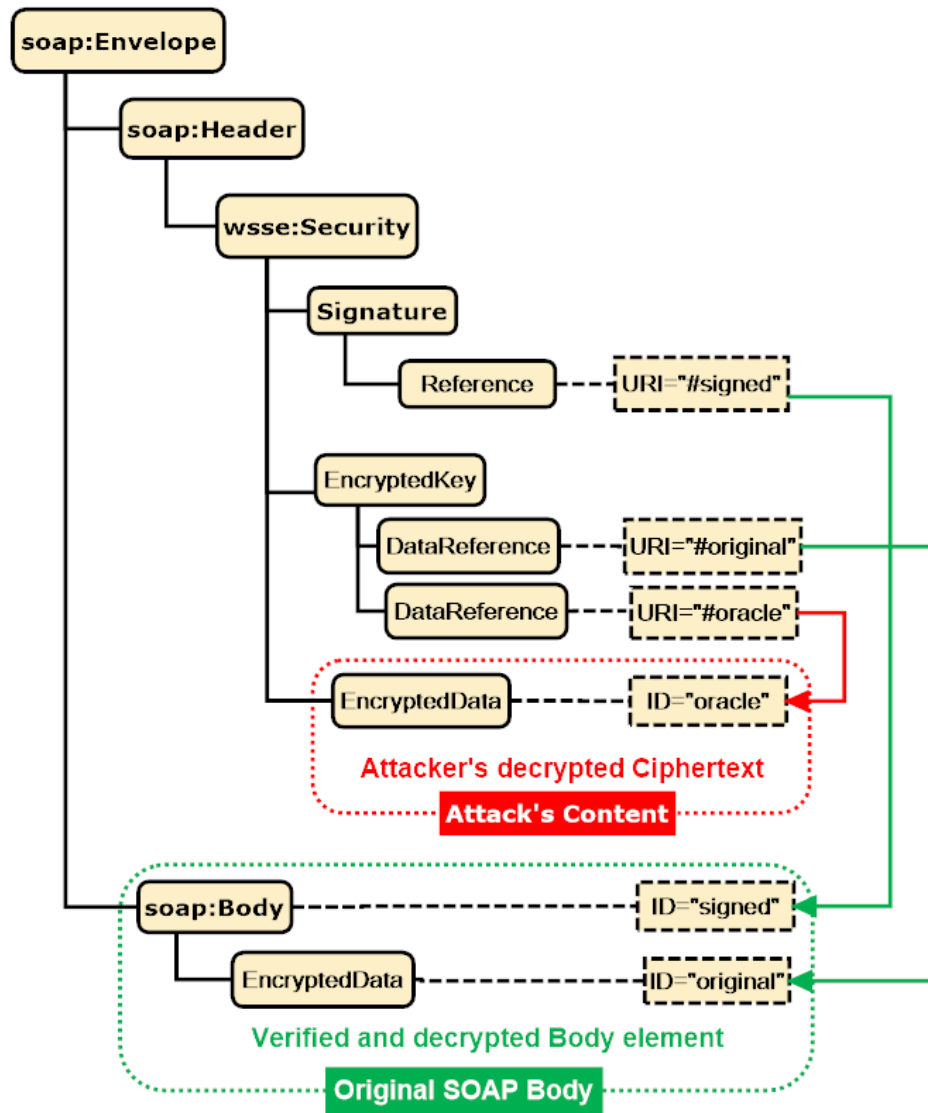 soap:Envelope
soap:Header
wsse:Security
Signature
Reference
URI="#signed"
EncryptedKey
DataReference
URI="#original"
DataReference
URI="#oracle"
EncryptedData
ID="oracle"
Attacker's decrypted Ciphertext
Attack's Content
soap:Body
ID="signed"
EncryptedData
ID="original"
Verified and decrypted Body element
Original SOAP Body